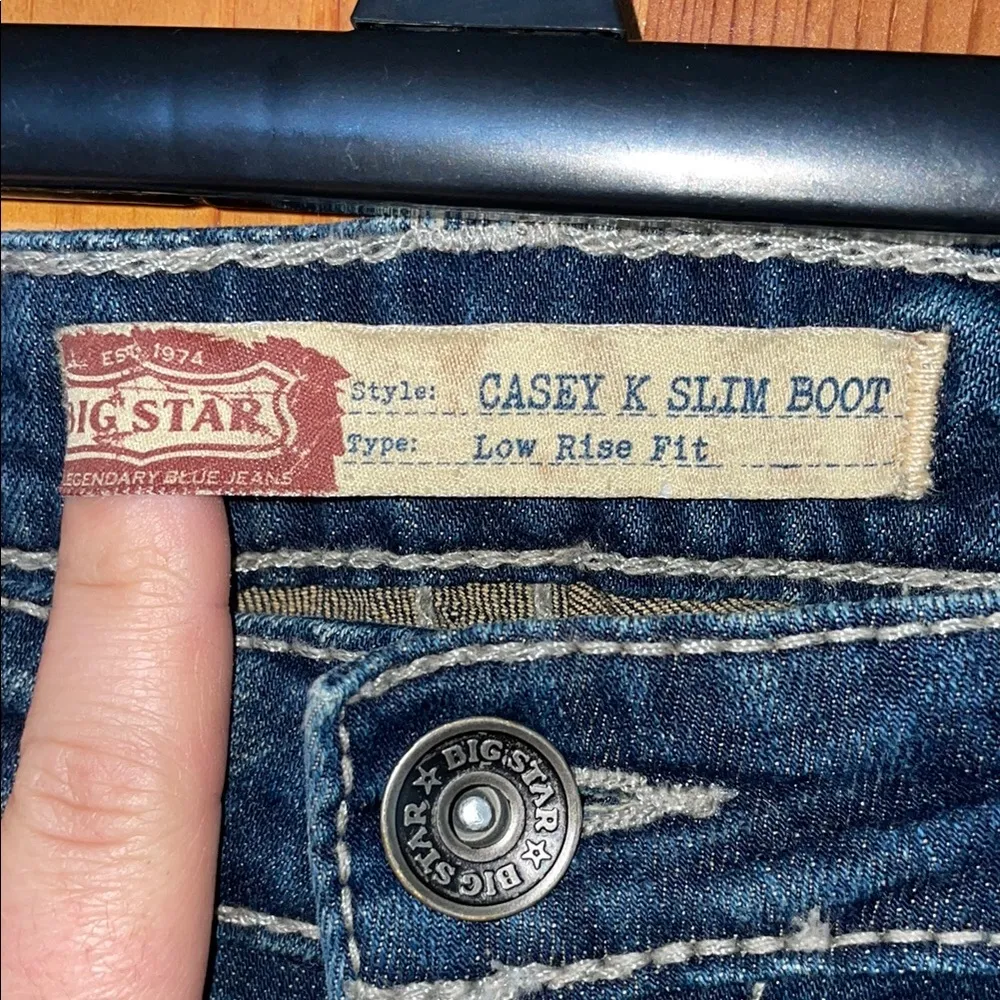 EST. 1974
BIG STAR
LEGENDARY BLUE JEANS
Style: CASEY K SLIM BOOT
Type: Low Rise Fit
BIG STAR ☆ BIG STAR ☆